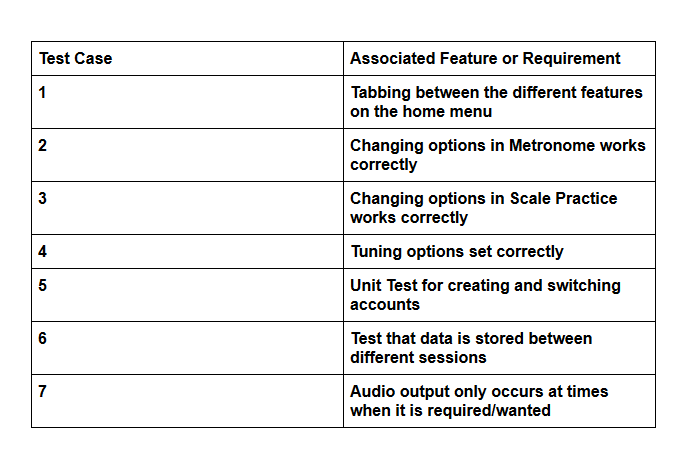 Test Case Associated Feature or Requirement
1 Tabbing between the different features
on the home menu
2 Changing options in Metronome works
correctly
3 Changing options in Scale Practice
works correctly
4 Tuning options set correctly
5 Unit Test for creating and switching
accounts
6 Test that data is stored between
different sessions
7 Audio output only occurs at times
when it is required/wanted